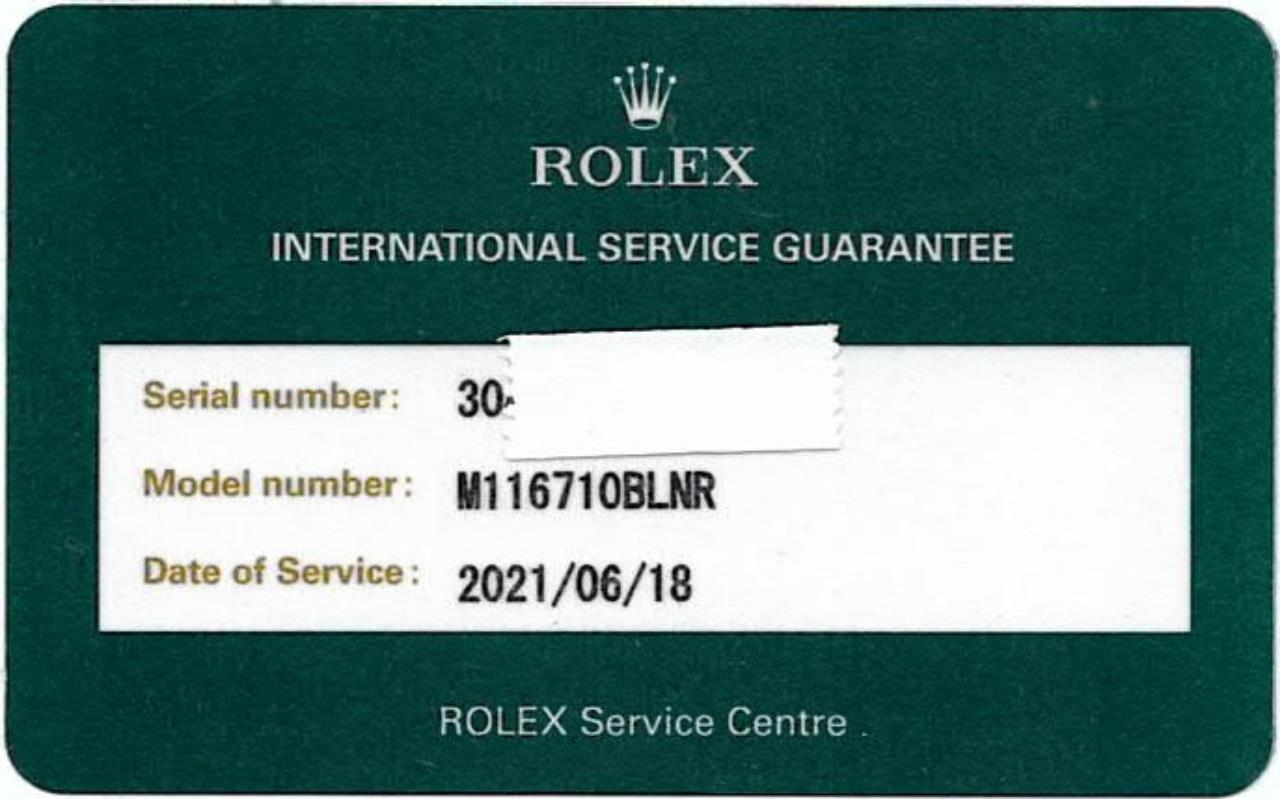 ROLEX
INTERNATIONAL SERVICE GUARANTEE
Serial number: 30
Model number: M116710BLNR
Date of Service: 2021/06/18
ROLEX Service Centre .